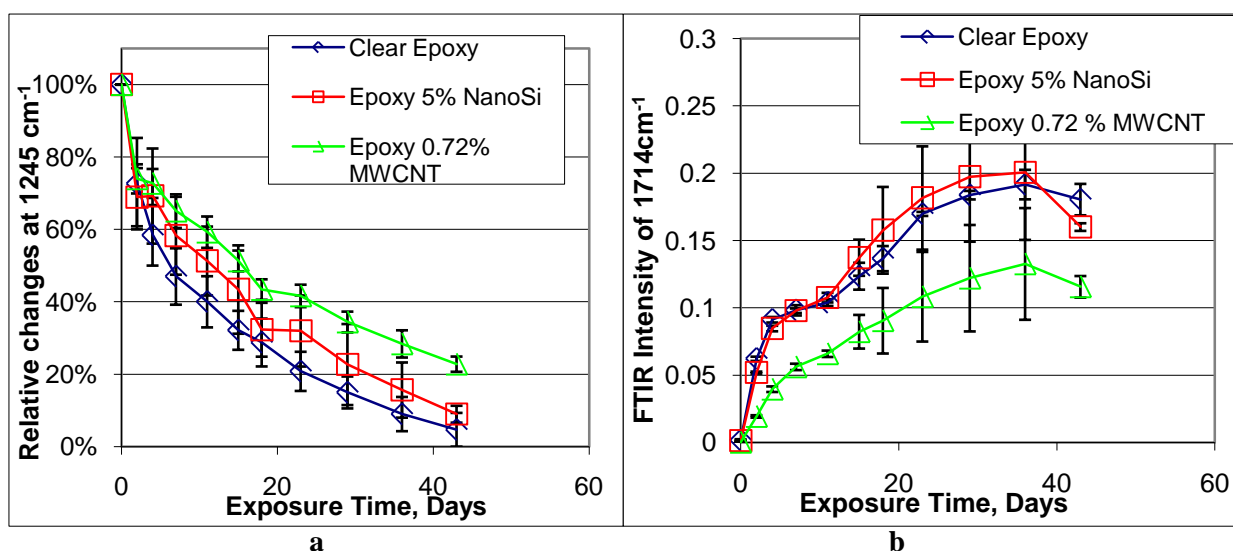 Relative changes at 1245 cm-1
100%
80%
60%
40%
20%
0%
0
20
40
60
Exposure Time, Days
Clear Epoxy
Epoxy 5% NanoSi
Epoxy 0.72%
MWCNT
a
FTIR Intensity of 1714cm-1
0.3
0.25
0.2
0.15
0.1
0.05
0
0
20
40
60
Exposure Time, Days
Clear Epoxy
Epoxy 5% NanoSi
Epoxy 0.72 % MWCNT
b